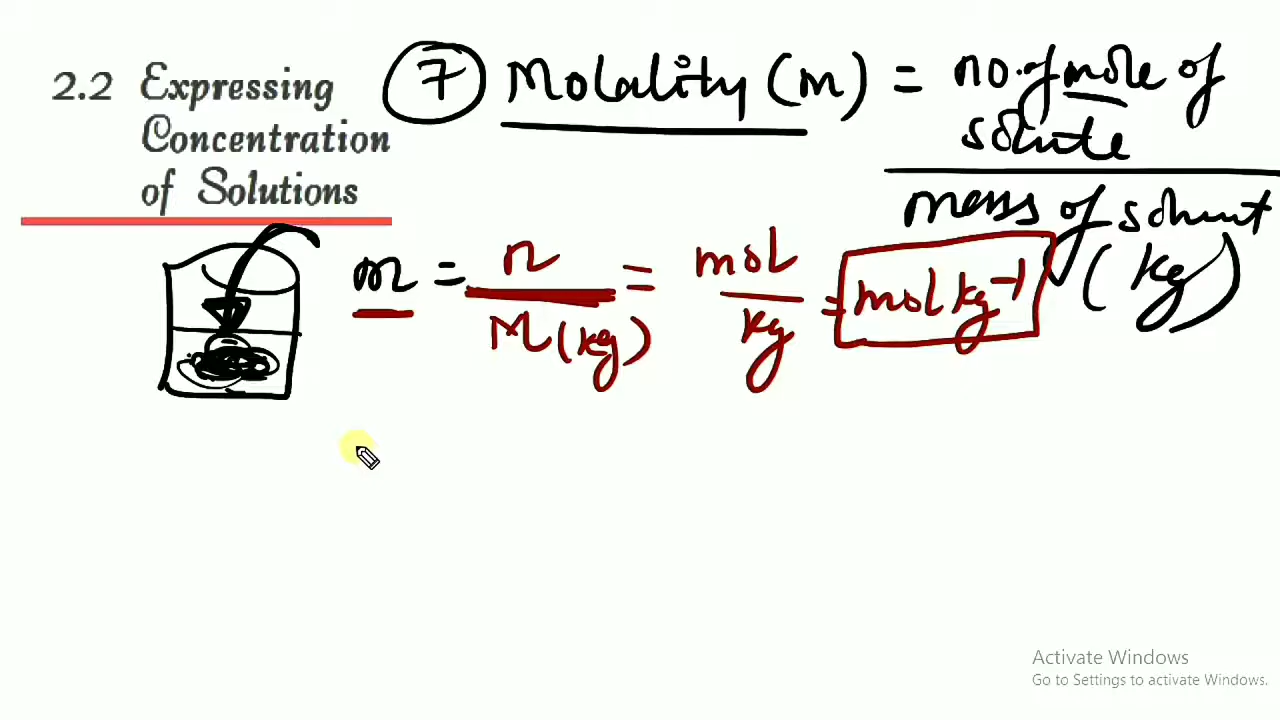 2.2 Expressing
Concentration
of Solutions
7 Molality (m) = no. of mole of
solute
mass of solvent
(kg)
m = n = mol = mol kg⁻¹
M (kg) kg
Activate Windows
Go to Settings to activate Windows.